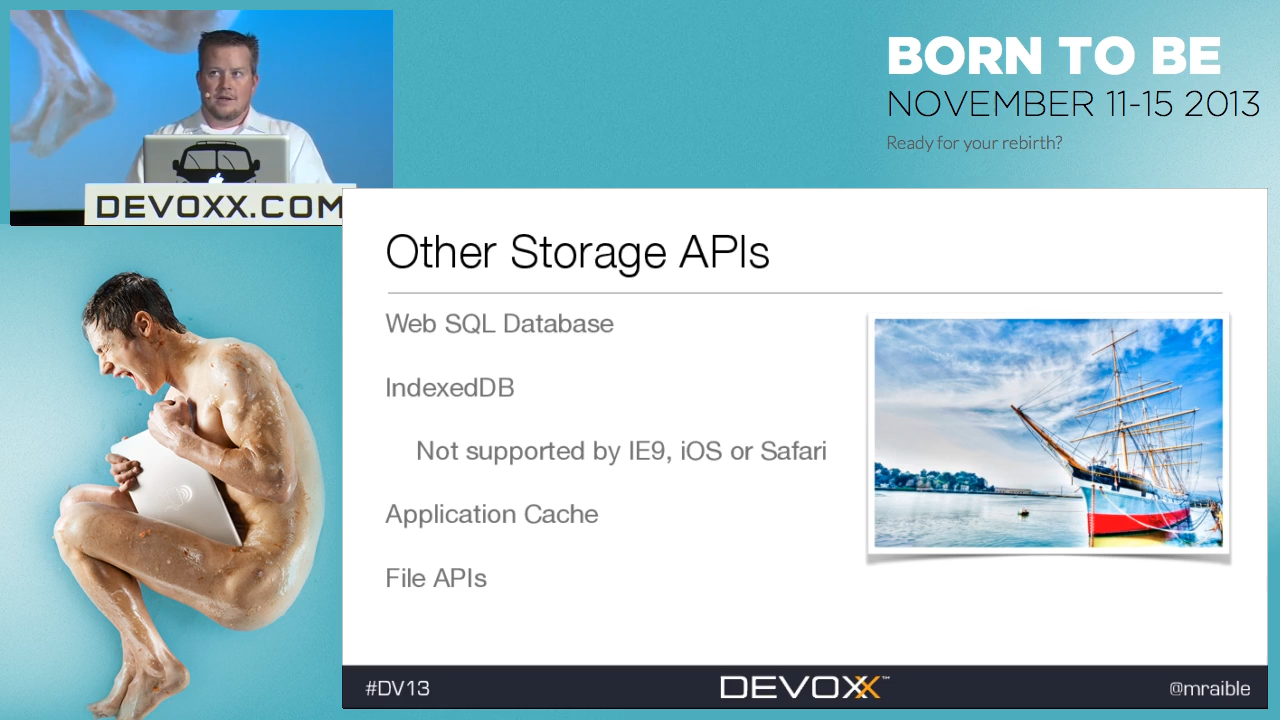 BORN TO BE
NOVEMBER 11-15 2013
Ready for your rebirth?
DEVOXX.COM
Other Storage APIs
Web SQL Database
IndexedDB
Not supported by IE9, iOS or Safari
Application Cache
File APIs
#DV13
DEVOXX™
@mraible